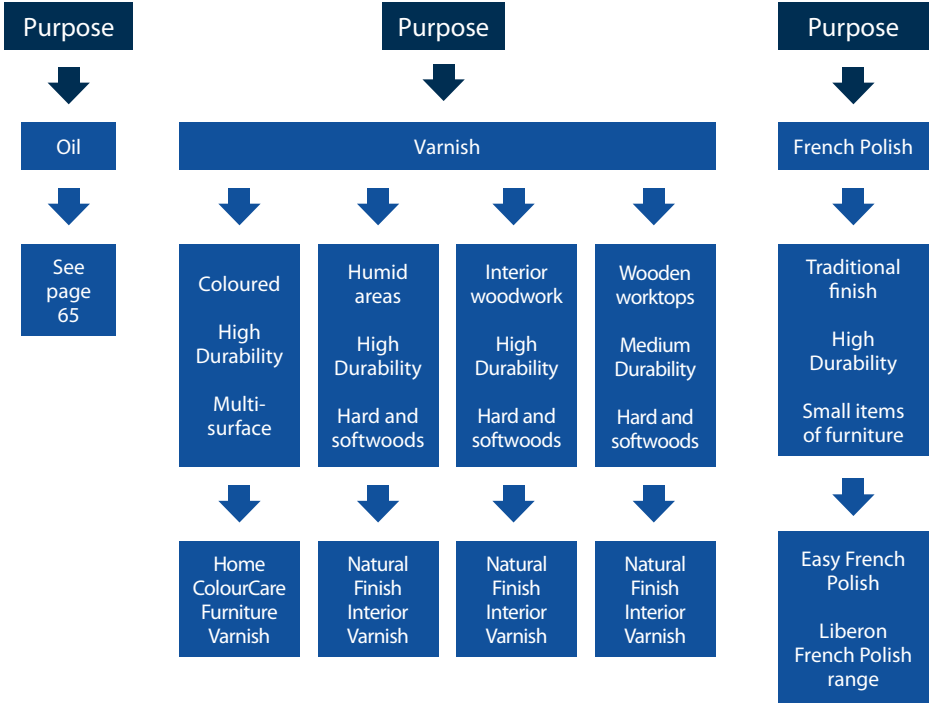 Purpose
Oil
See
page
65
Purpose
Varnish
Coloured
High
Durability
Multi-
surface
Home
ColourCare
Furniture
Varnish
Humid
areas
High
Durability
Hard and
softwoods
Natural
Finish
Interior
Varnish
Interior
woodwork
High
Durability
Hard and
softwoods
Natural
Finish
Interior
Varnish
Wooden
worktops
Medium
Durability
Hard and
softwoods
Natural
Finish
Interior
Varnish
Purpose
French Polish
Traditional
finish
High
Durability
Small items
of furniture
Easy French
Polish
Liberon
French Polish
range